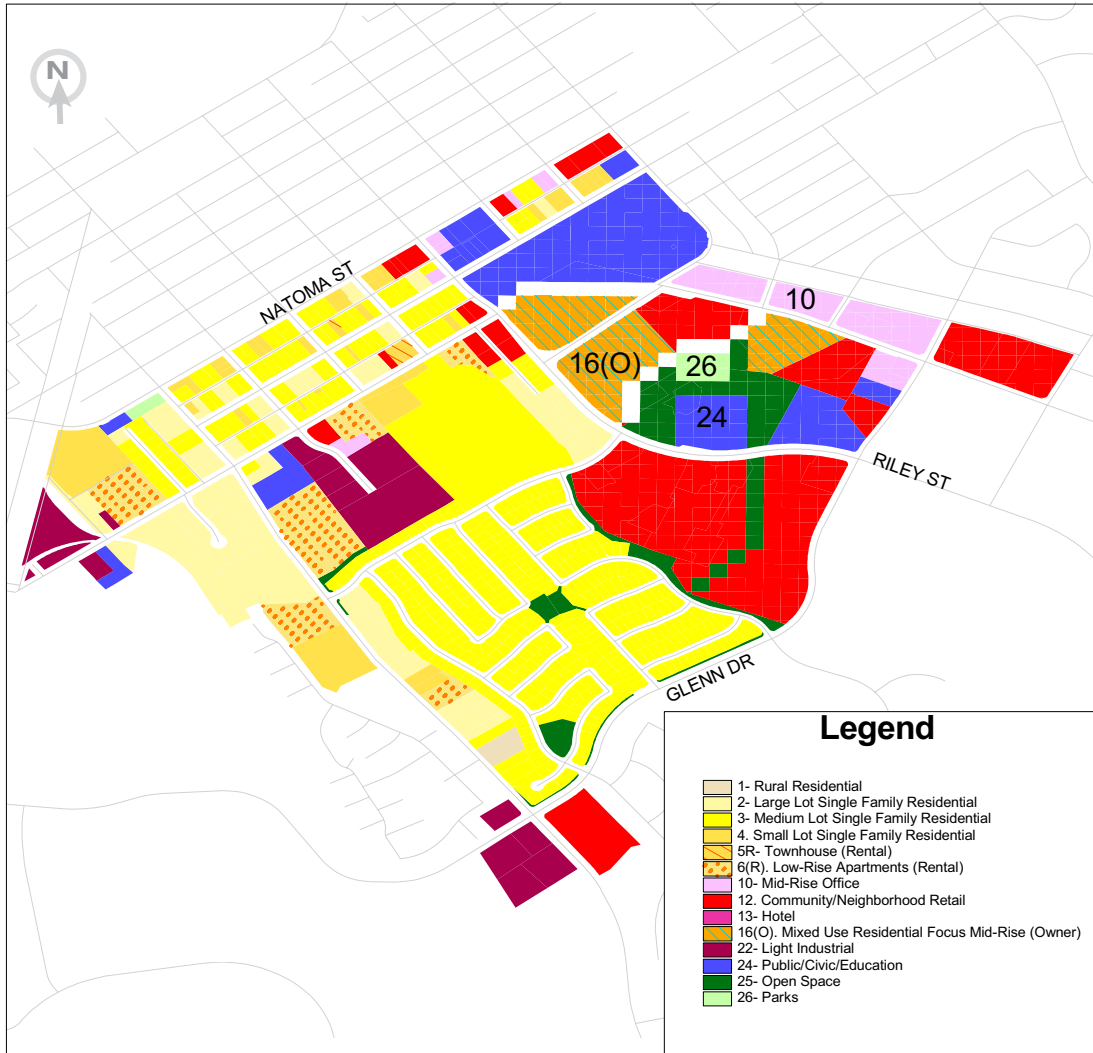 N
NATOMA ST
10
16(O)
26
24
RILEY ST
GLENN DR
Legend
1- Rural Residential
2- Large Lot Single Family Residential
3- Medium Lot Single Family Residential
4. Small Lot Single Family Residential
5R- Townhouse (Rental)
6(R). Low-Rise Apartments (Rental)
10- Mid-Rise Office
12. Community/Neighborhood Retail
13- Hotel
16(O). Mixed Use Residential Focus Mid-Rise (Owner)
22- Light Industrial
24- Public/Civic/Education
25- Open Space
26- Parks